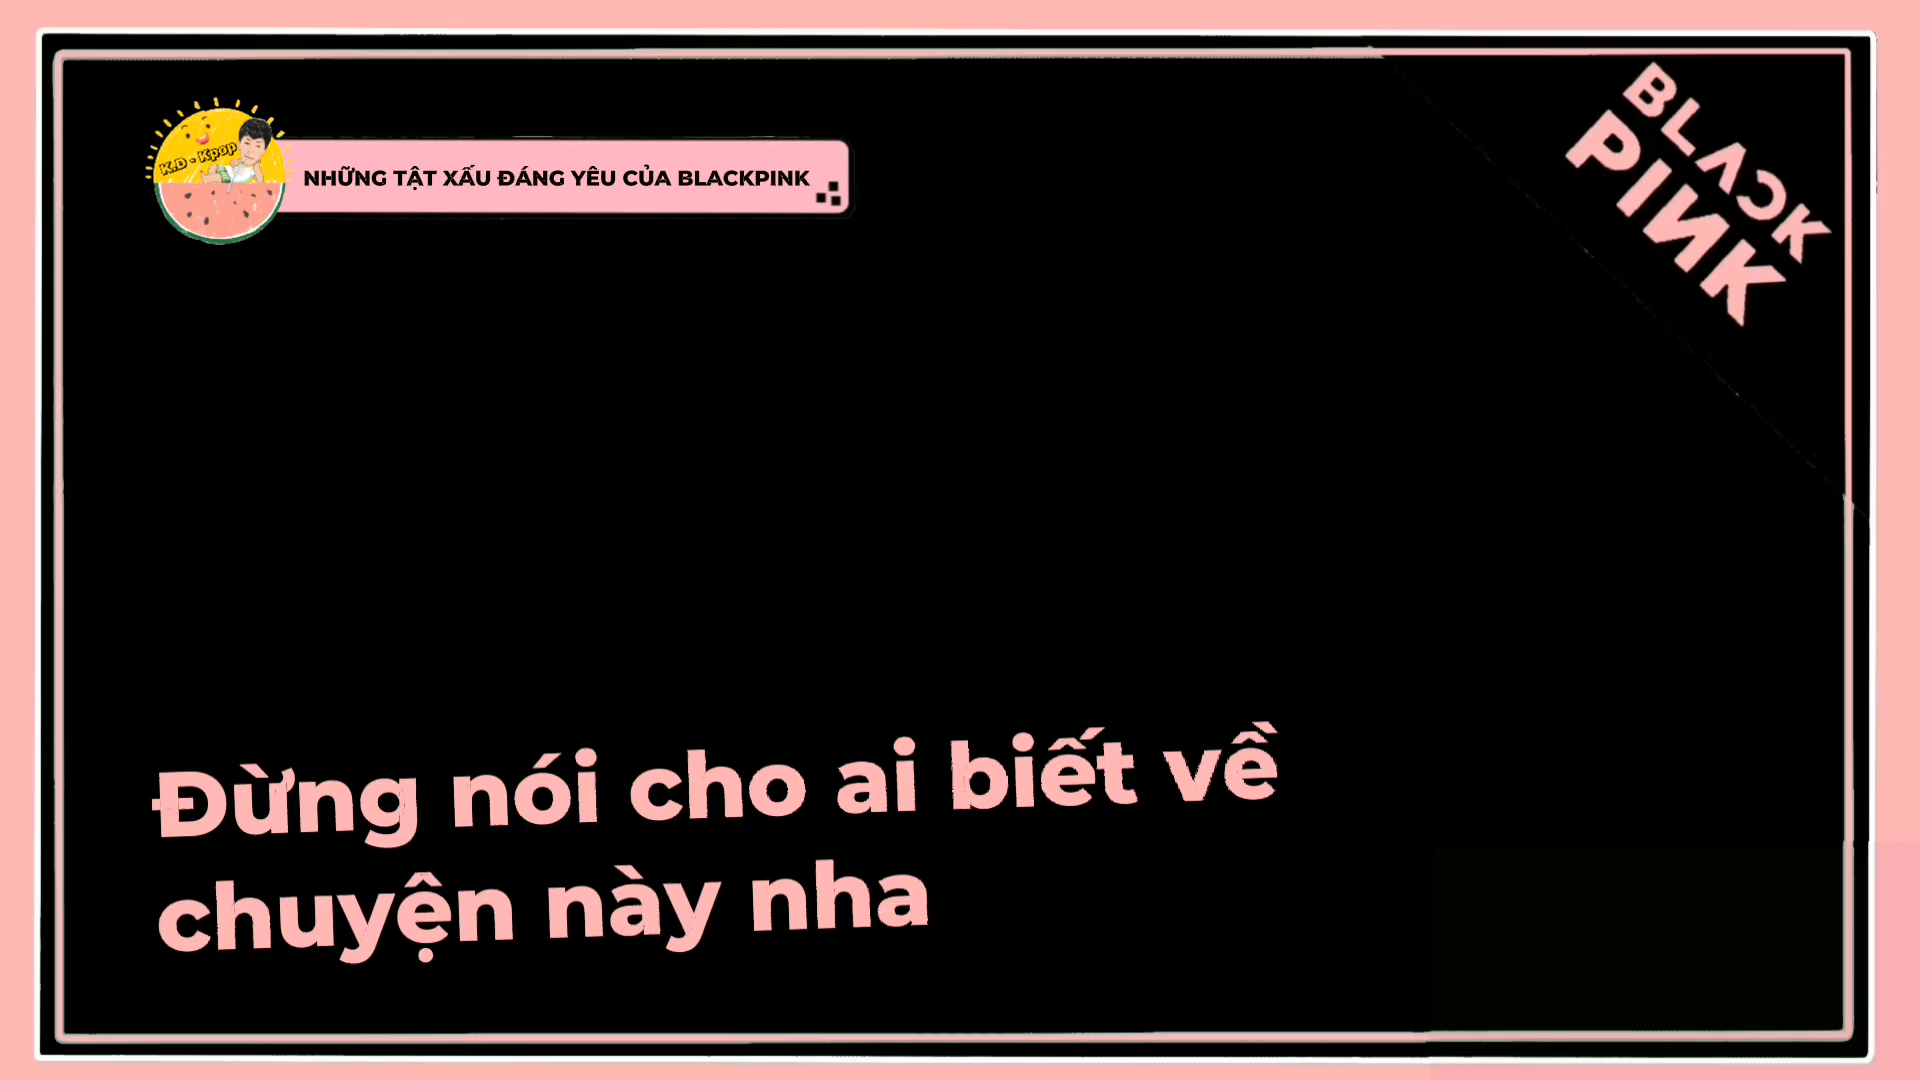 K.D - Kpop
NHỮNG TẬT XẤU ĐÁNG YÊU CỦA BLACKPINK
BLACK
PINK
Đừng nói cho ai biết về
chuyện này nha